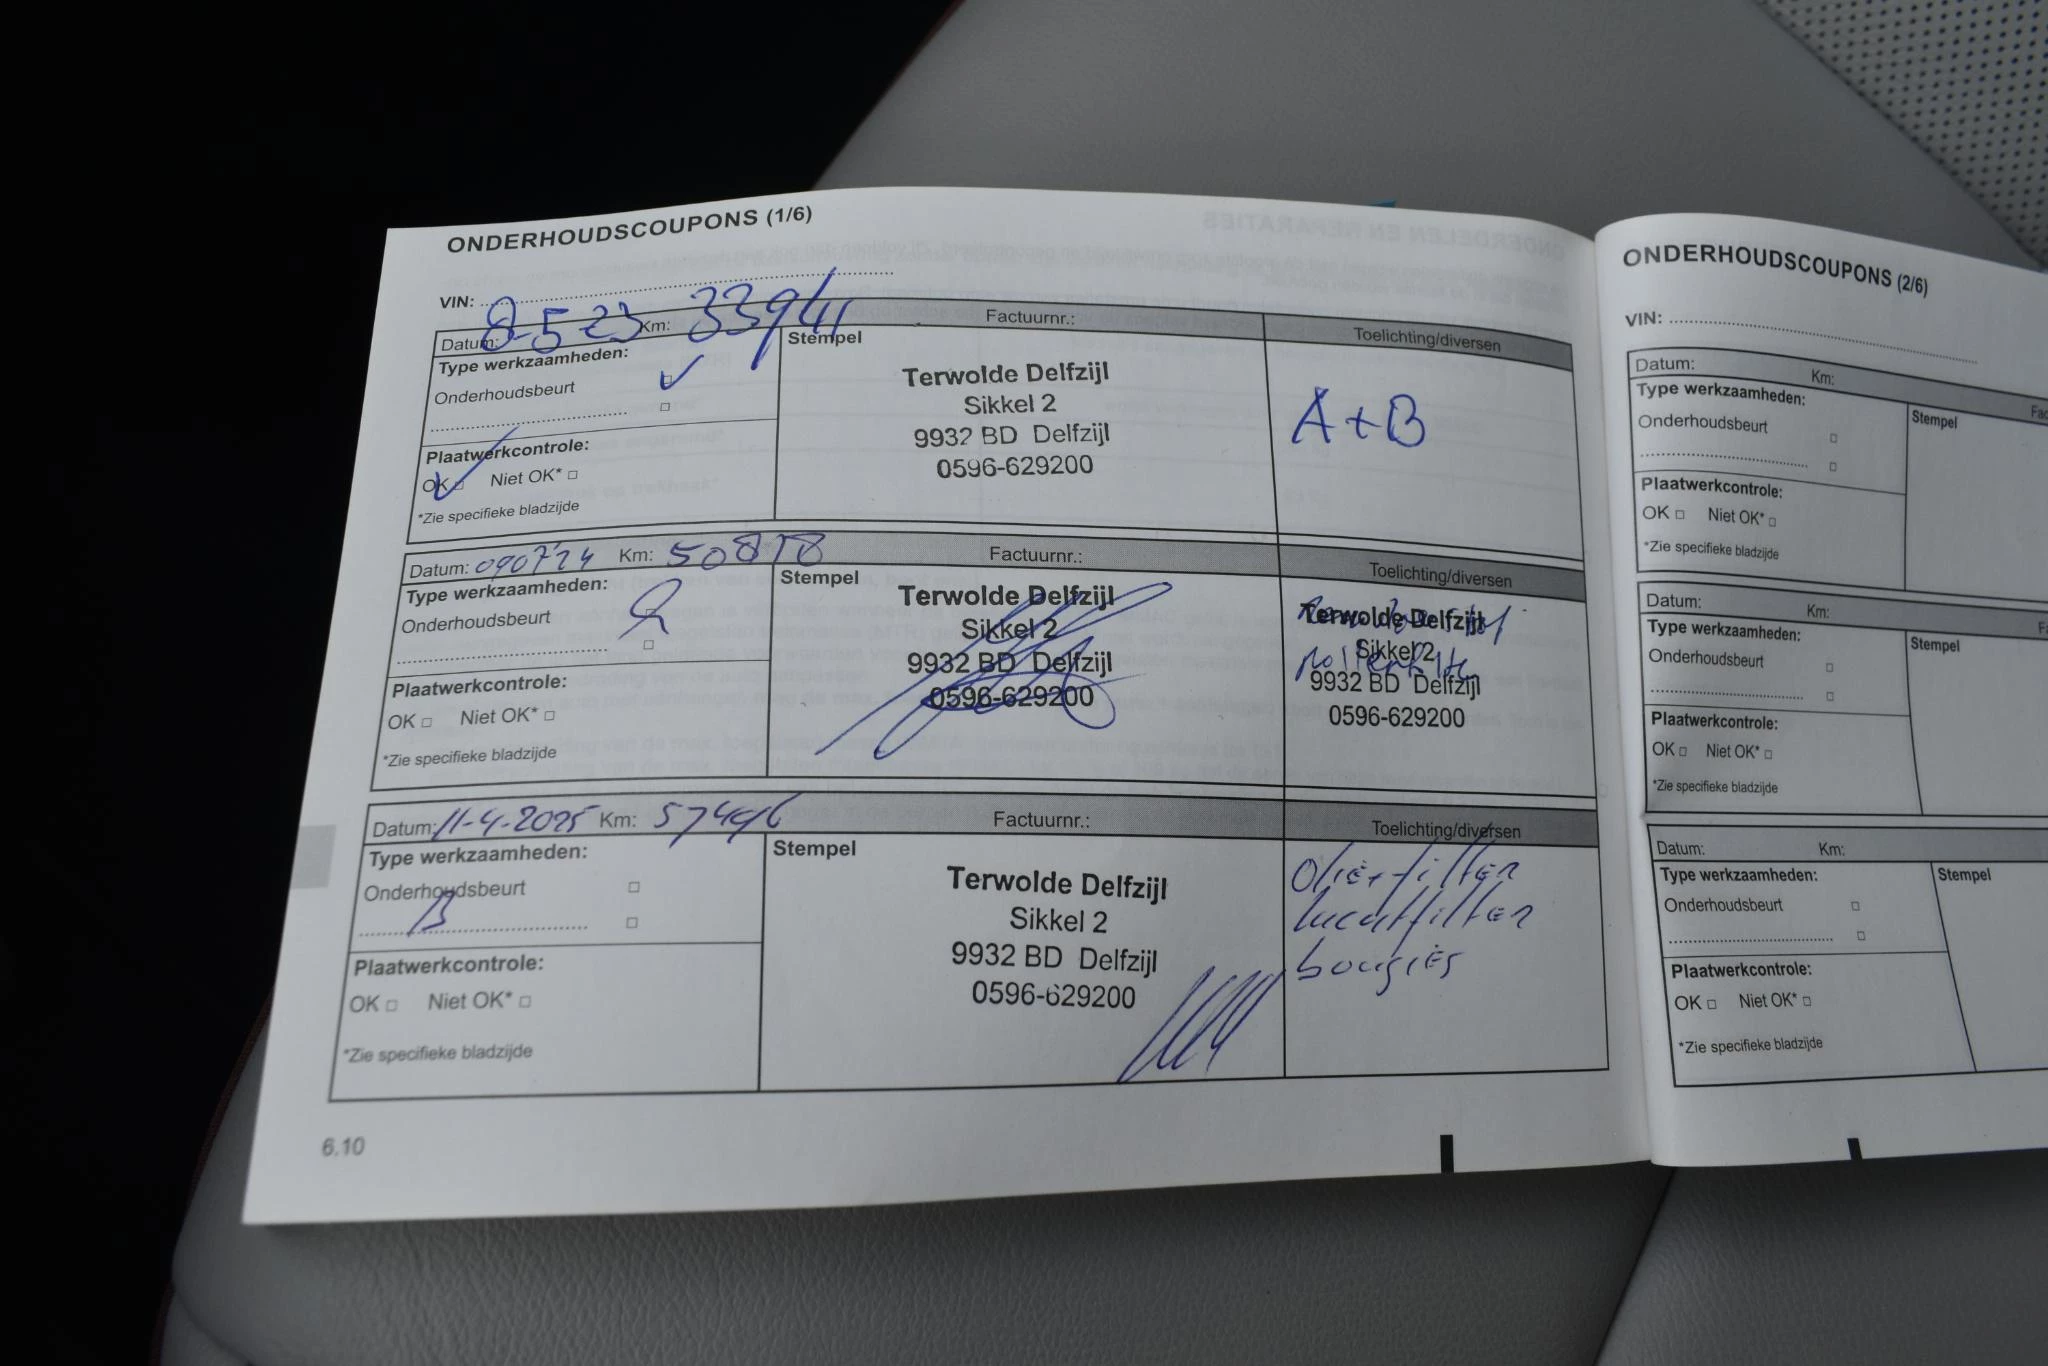 ONDERHOUDSCOUPONS (1/6)
VIN:
Datum: 8-5-23 Km: 33941 Factuurnr.: Toelichting/diversen
Type werkzaamheden:
Onderhoudsbeurt
Plaatwerkcontrole:
OK Niet OK*
*Zie specifieke bladzijde
Stempel
Terwolde Delfzijl
Sikkel 2
9932 BD Delfzijl
0596-629200
A+B
Datum: 090724 Km: 50878 Factuurnr.: Toelichting/diversen
Type werkzaamheden:
Onderhoudsbeurt
Plaatwerkcontrole:
OK Niet OK*
*Zie specifieke bladzijde
Stempel
Terwolde Delfzijl
Sikkel 2
9932 BD Delfzijl
0596-629200
Terwolde Delfzijl
Sikkel 2
pollenfilter
9932 BD Delfzijl
0596-629200
Datum: 11-4-2025 Km: Factuurnr.: Toelichting/diversen
Type werkzaamheden:
Onderhoudsbeurt
B
Plaatwerkcontrole:
OK Niet OK*
*Zie specifieke bladzijde
Stempel
Terwolde Delfzijl
Sikkel 2
9932 BD Delfzijl
0596-629200
Olie+filter
luchtfilter
bougies
6.10
ONDERHOUDSCOUPONS (2/6)
VIN:
Datum: Km:
Type werkzaamheden:
Onderhoudsbeurt
Plaatwerkcontrole:
OK Niet OK*
*Zie specifieke bladzijde
Stempel
Datum: Km:
Type werkzaamheden:
Onderhoudsbeurt
Plaatwerkcontrole:
OK Niet OK*
*Zie specifieke bladzijde
Stempel
Datum: Km:
Type werkzaamheden:
Onderhoudsbeurt
Plaatwerkcontrole:
OK Niet OK*
*Zie specifieke bladzijde
Stempel